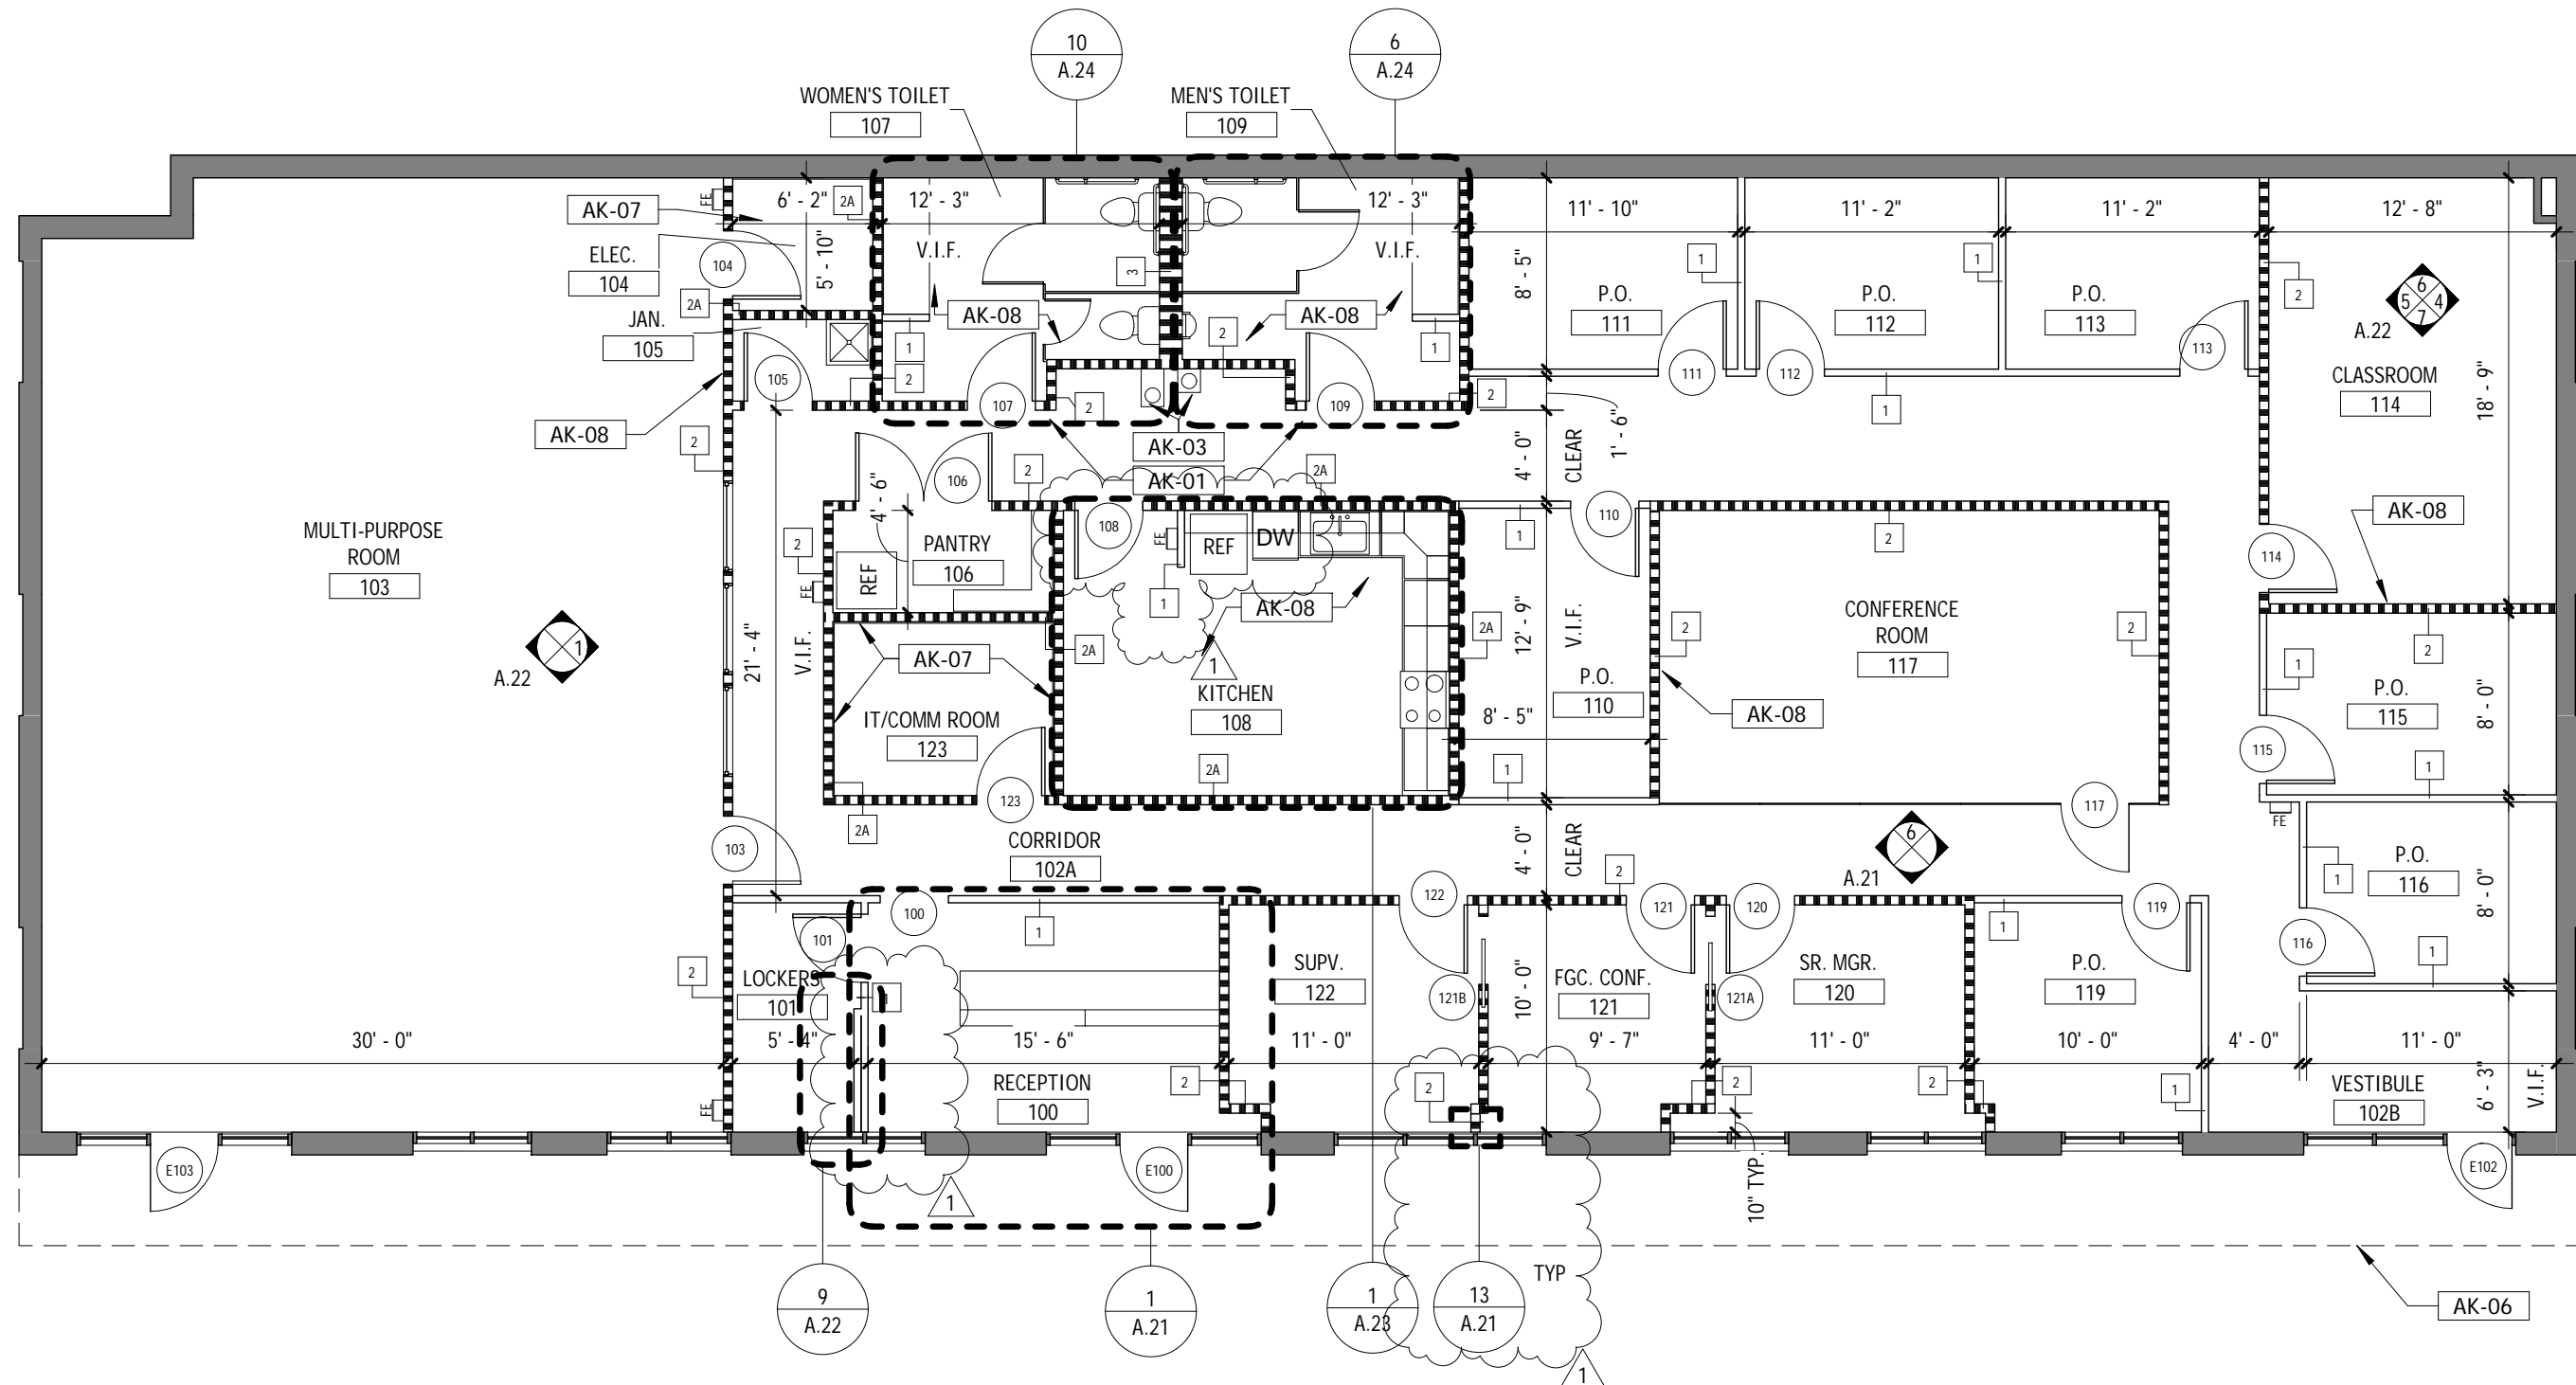 10
A.24
6
A.24
WOMEN'S TOILET
107
MEN'S TOILET
109
AK-07
FE
6' - 2"
2A
12' - 3"
12' - 3"
11' - 10"
11' - 2"
11' - 2"
12' - 8"
ELEC.
104
104
5' - 10"
V.I.F.
3
V.I.F.
8' - 5"
1
1
2
6
5
4
7
A.22
2A
JAN.
105
AK-08
AK-08
2
1
1
P.O.
111
P.O.
112
P.O.
113
113
105
2
111
112
CLASSROOM
114
18' - 9"
AK-08
2
107
2
109
2
1
AK-03
AK-01
4' - 0"
CLEAR
1' - 6"
106
2
2A
4' - 6"
MULTI-PURPOSE
ROOM
103
2
108
FE
REF
DW
1
110
2
AK-08
114
PANTRY
106
REF
FE
1
AK-08
12' - 9"
V.I.F.
CONFERENCE
ROOM
117
2
2
2A
2
1
A.22
1
21' - 4"
V.I.F.
AK-07
2A
1
KITCHEN
108
P.O.
110
AK-08
1
P.O.
115
8' - 0"
IT/COMM ROOM
123
8' - 5"
115
123
2A
1
1
117
FE
2A
103
CORRIDOR
102A
4' - 0"
CLEAR
6
A.21
2
P.O.
116
1
8' - 0"
100
1
122
121
120
119
1
101
116
1
2
LOCKERS
101
1
SUPV.
122
121B
10' - 0"
FGC. CONF.
121
121A
SR. MGR.
120
P.O.
119
30' - 0"
5' - 4"
15' - 6"
11' - 0"
9' - 7"
11' - 0"
10' - 0"
4' - 0"
11' - 0"
FE
RECEPTION
100
2
2
2
2
1
VESTIBULE
102B
6' - 3"
V.I.F.
E103
E100
10" TYP.
E102
1
TYP
9
A.22
1
A.21
1
A.23
13
A.21
AK-06
1